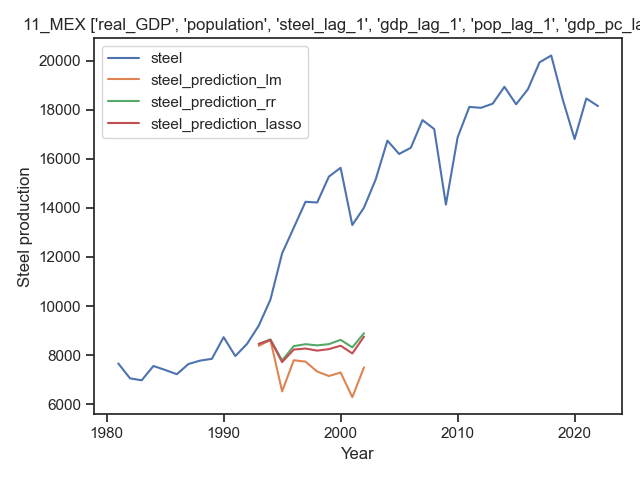 11_MEX ['real_GDP', 'population', 'steel_lag_1', 'gdp_lag_1', 'pop_lag_1', 'gdp_pc_la
steel
steel_prediction_lm
steel_prediction_rr
steel_prediction_lasso
Steel production
20000
18000
16000
14000
12000
10000
8000
6000
1980
1990
2000
2010
2020
Year